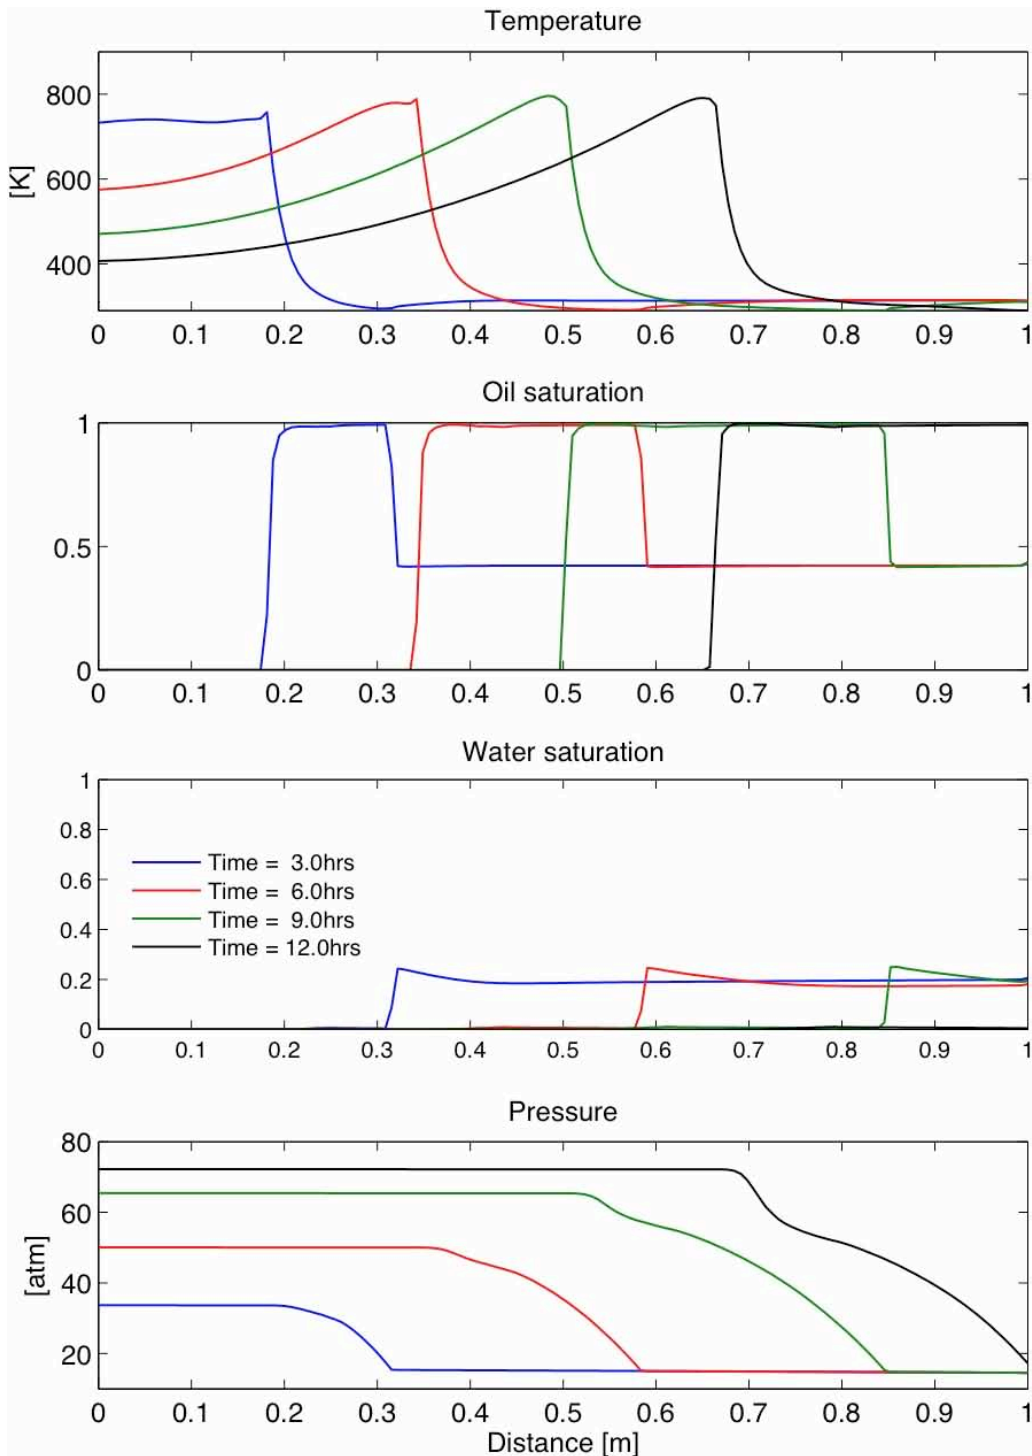 Temperature
800
600
400
[K]
0 0.1 0.2 0.3 0.4 0.5 0.6 0.7 0.8 0.9 1
Oil saturation
1
0.5
0
0 0.1 0.2 0.3 0.4 0.5 0.6 0.7 0.8 0.9 1
Water saturation
1
0.8
0.6
0.4
0.2
0
Time = 3.0hrs
Time = 6.0hrs
Time = 9.0hrs
Time = 12.0hrs
0 0.1 0.2 0.3 0.4 0.5 0.6 0.7 0.8 0.9 1
Pressure
80
60
40
20
[atm]
0 0.1 0.2 0.3 0.4 0.5 0.6 0.7 0.8 0.9 1
Distance [m]